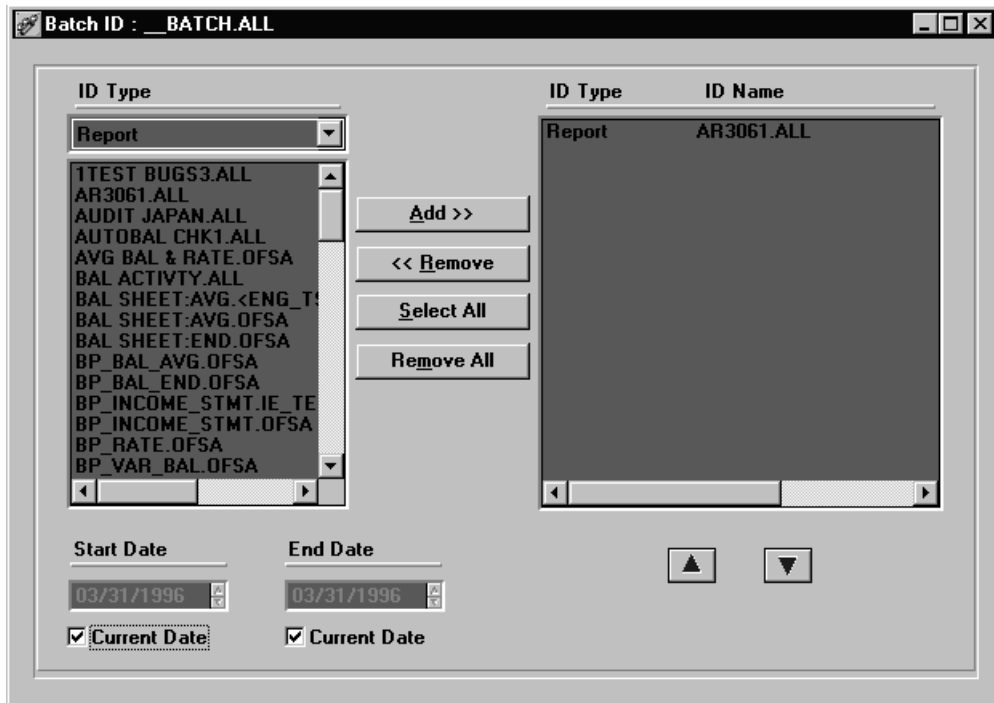 Batch ID : __BATCH.ALL
ID Type
Report
1TEST BUGS3.ALL
AR3061.ALL
AUDIT JAPAN.ALL
AUTOBAL CHK1.ALL
AVG BAL & RATE.OFSA
BAL ACTIVTY.ALL
BAL SHEET:AVG.<ENG_TS
BAL SHEET:AVG.OFSA
BAL SHEET:END.OFSA
BP_BAL_AVG.OFSA
BP_BAL_END.OFSA
BP_INCOME_STMT.IE_TE
BP_INCOME_STMT.OFSA
BP_RATE.OFSA
BP_VAR_BAL.OFSA
Add >>
<< Remove
Select All
Remove All
ID Type ID Name
Report AR3061.ALL
Start Date End Date
03/31/1996 03/31/1996
Current Date Current Date